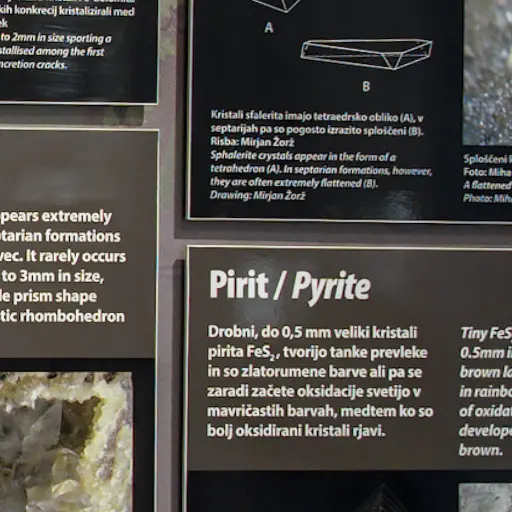 kih konkrecij kristalizirali med
to 2mm in size sporting a
stallised among the first
ncretion cracks.
A
B
Kristali sfalerita imajo tetraedrsko obliko (A), v
septarijah pa so pogosto izrazito sploščeni (B).
Risba: Mirjan Žorž
Sphalerite crystals appear in the form of a
tetrahedron (A). In septarian formations, however,
they are often extremely flattened (B).
Drawing: Mirjan Žorž
Sploščeni k
Foto: Miha
A flattened
Photo: Miha
pears extremely
tarian formations
vec. It rarely occurs
to 3mm in size,
le prism shape
tic rhombohedron
Pirit / Pyrite
Drobni, do 0,5 mm veliki kristali
pirita FeS2, tvorijo tanke prevleke
in so zlatorumene barve ali pa se
zaradi začete oksidacije svetijo v
mavričastih barvah, medtem ko so
bolj oksidirani kristali rjavi.
Tiny FeS
0.5mm i
brown la
in rainbo
of oxidat
develope
brown.